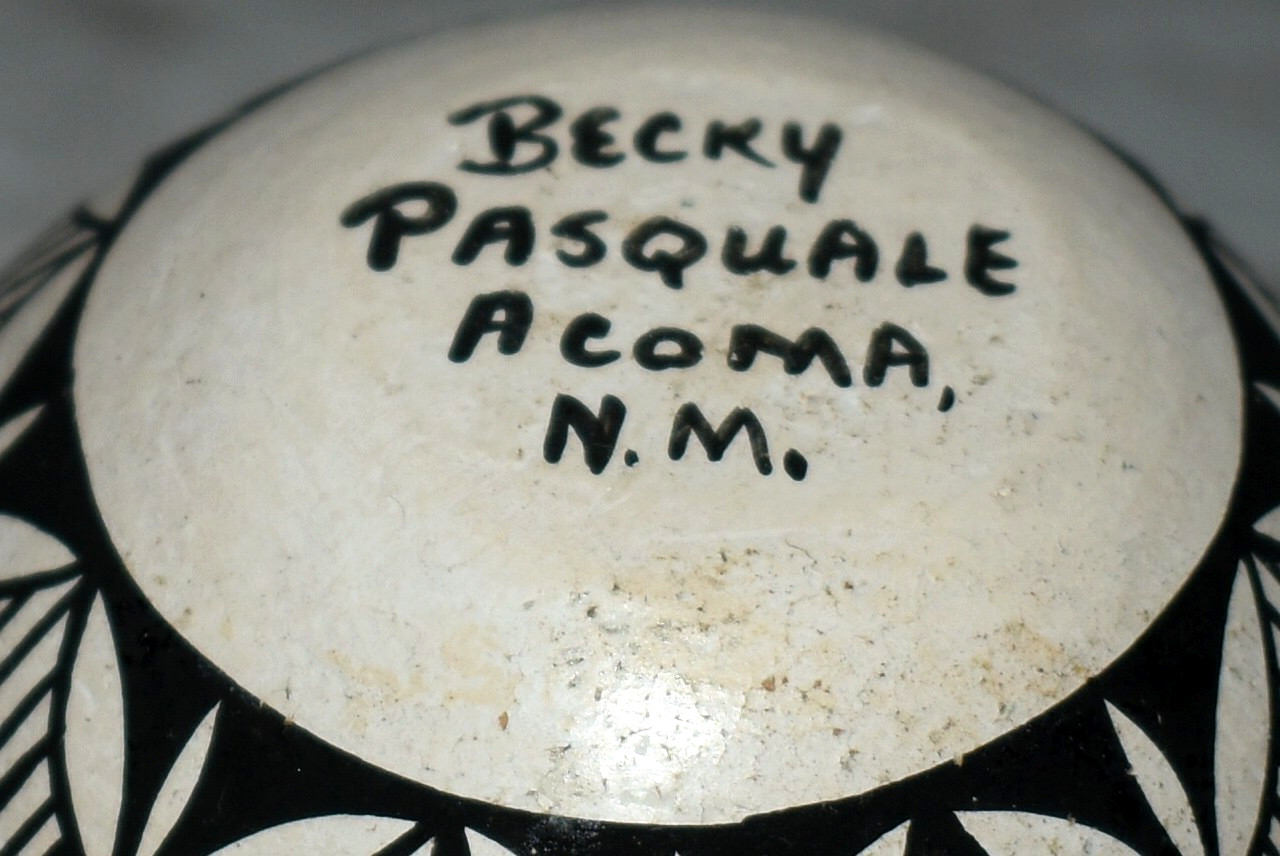 BECKY
PASQUALE
ACOMA,
N.M.